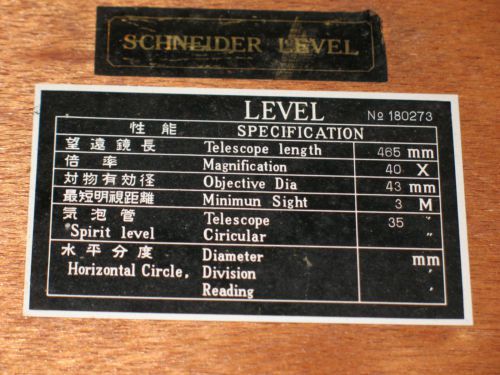 SCHNEIDER LEVEL
LEVEL № 180273
性能 SPECIFICATION
望遠鏡長 Telescope length 465 mm
倍率 Magnification 40 X
対物有効径 Objective Dia 43 mm
最短明視距離 Minimun Sight 3 M
気泡管 Telescope 35 "
Spirit level Ciricular "
水平分度 Diameter mm
Horizontal Circle, Division ′
Reading ″